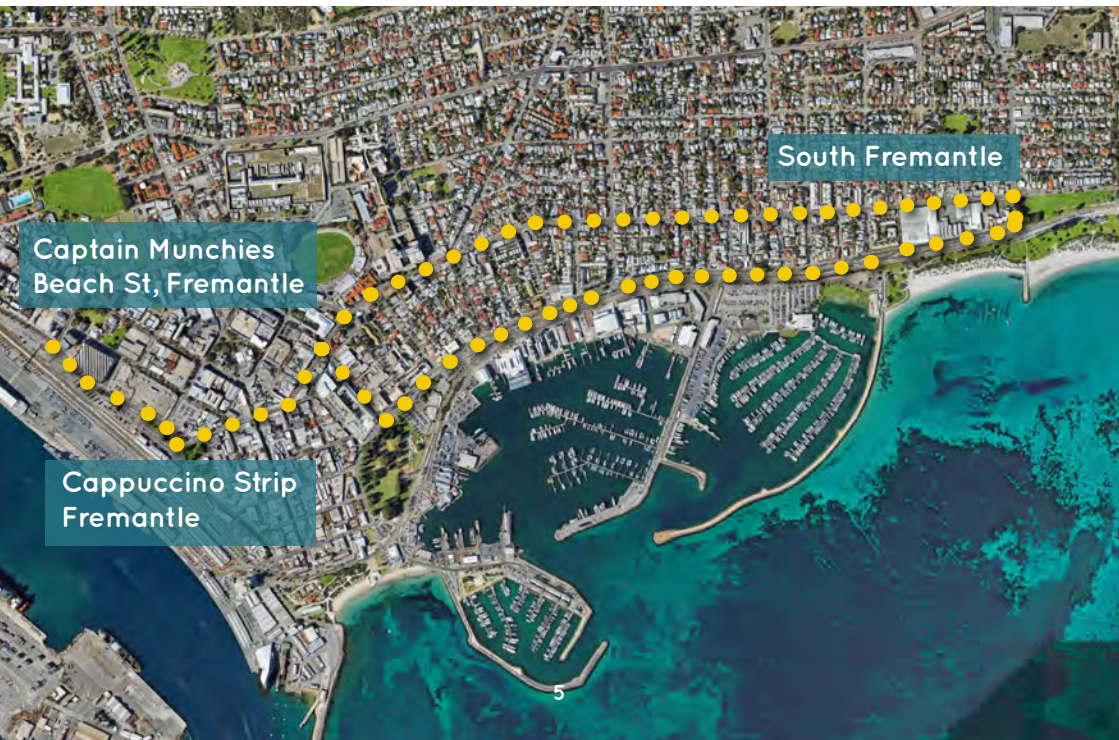 South Fremantle
Captain Munchies
Beach St, Fremantle
Cappuccino Strip
Fremantle
5